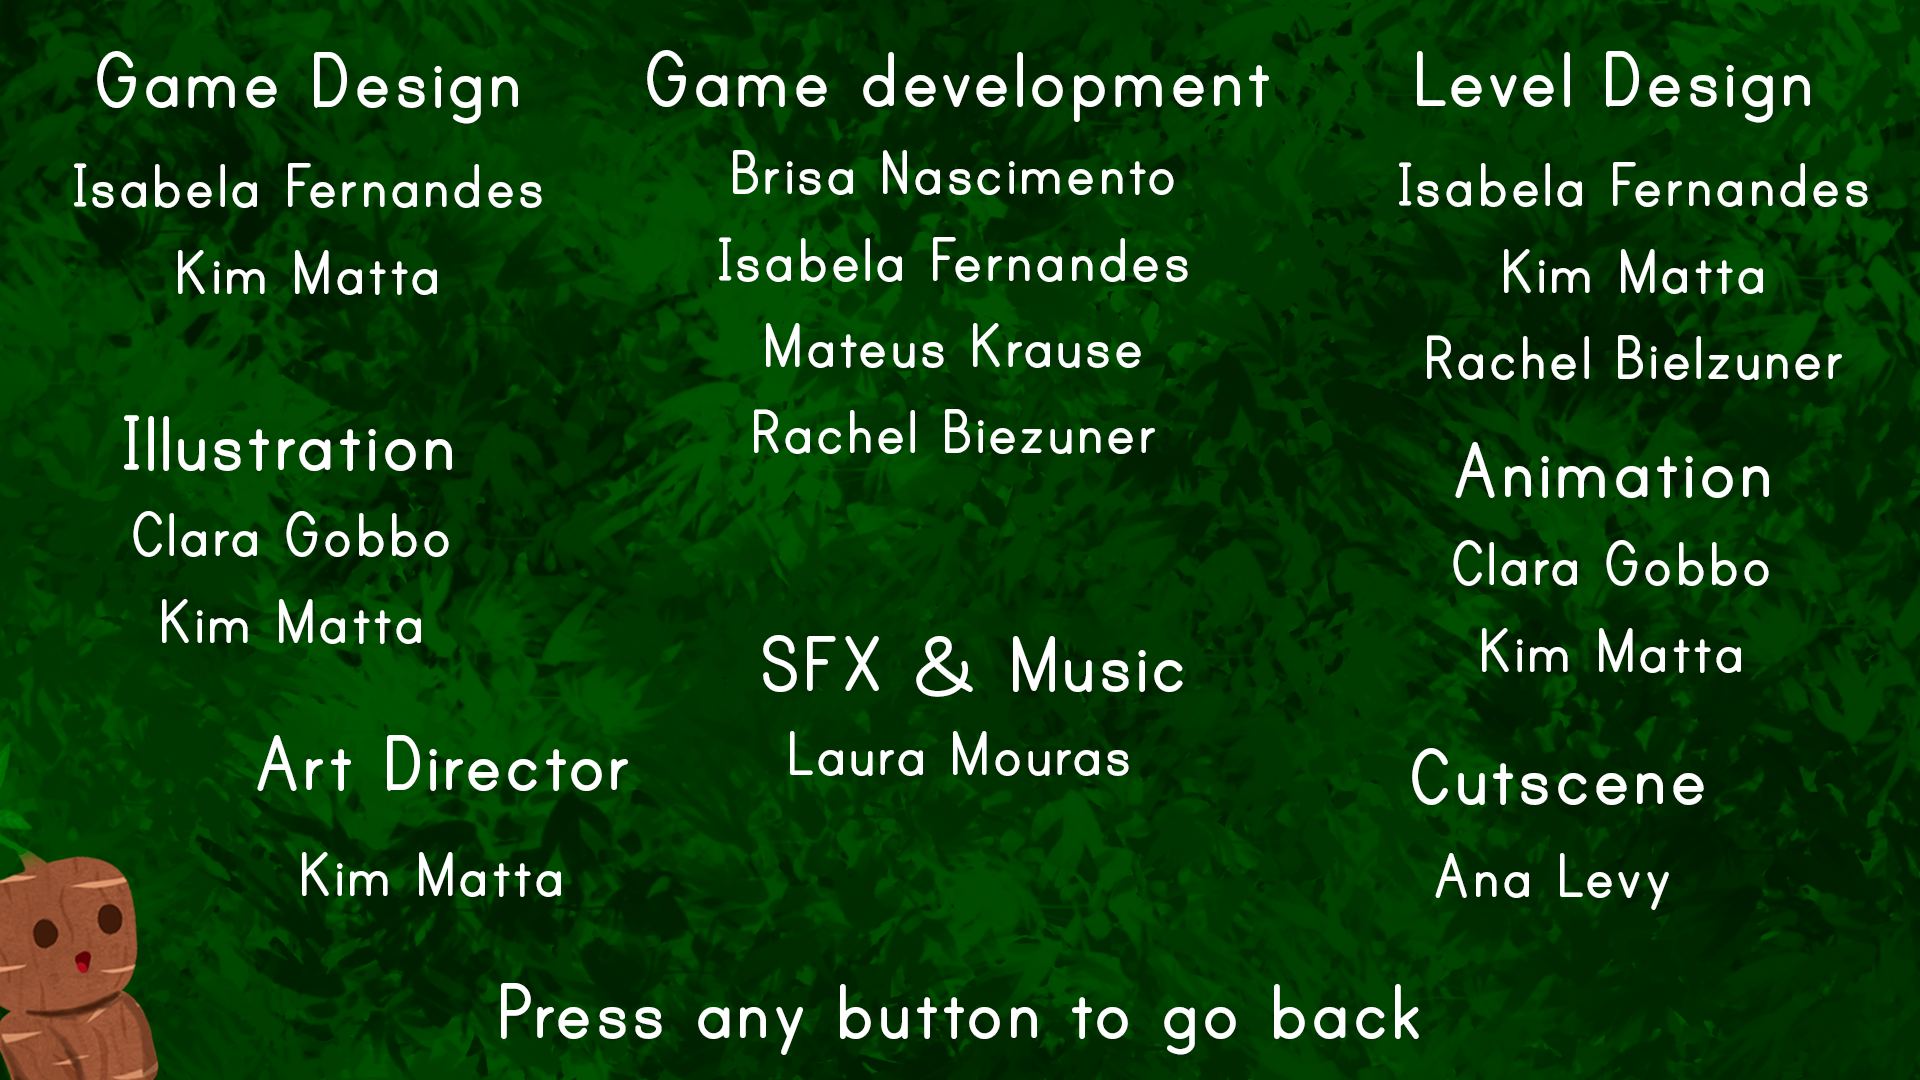 Game Design
Isabela Fernandes
Kim Matta
Illustration
Clara Gobbo
Kim Matta
Art Director
Kim Matta
Game development
Brisa Nascimento
Isabela Fernandes
Mateus Krause
Rachel Biezuner
SFX & Music
Laura Mouras
Level Design
Isabela Fernandes
Kim Matta
Rachel Bielzuner
Animation
Clara Gobbo
Kim Matta
Cutscene
Ana Levy
Press any button to go back